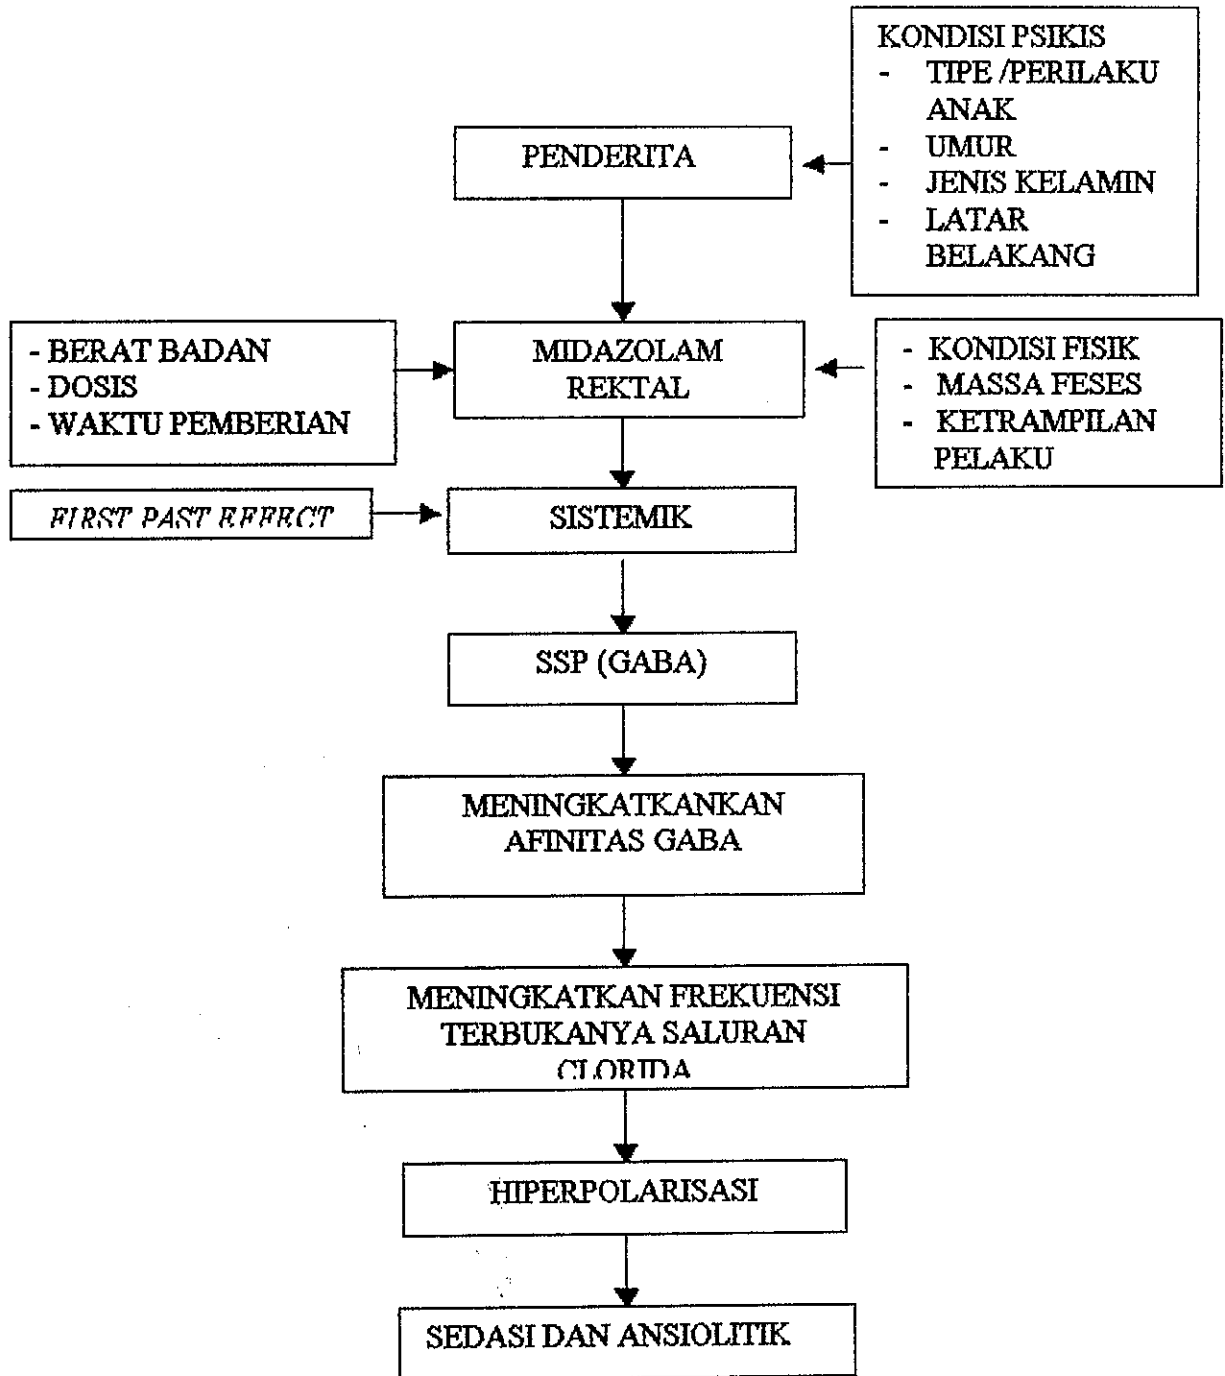 KONDISI PSIKIS
- TIPE /PERILAKU
ANAK
- UMUR
- JENIS KELAMIN
- LATAR
BELAKANG
PENDERITA
- BERAT BADAN
- DOSIS
- WAKTU PEMBERIAN
MIDAZOLAM
REKTAL
- KONDISI FISIK
- MASSA FESES
- KETRAMPILAN
PELAKU
FIRST PAST EFFECT
SISTEMIK
SSP (GABA)
MENINGKATKANKAN
AFINITAS GABA
MENINGKATKAN FREKUENSI
TERBUKANYA SALURAN
CLORIDA
HIPERPOLARISASI
SEDASI DAN ANSIOLITIK